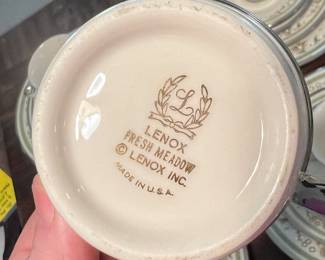 L
LENOX
FRESH MEADOW
© LENOX INC.
MADE IN U.S.A.